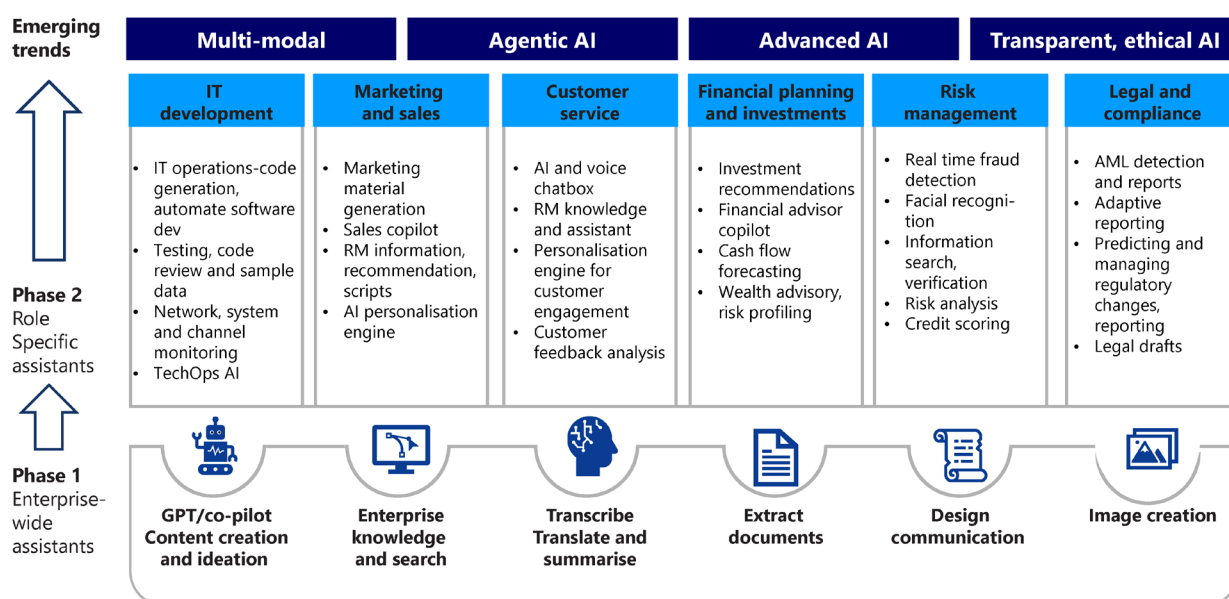 Emerging
trends
Multi-modal
Agentic AI
Advanced AI
Transparent, ethical AI
IT
development
• IT operations-code
generation,
automate software
dev
• Testing, code
review and sample
data
• Network, system
and channel
monitoring
• TechOps AI
Marketing
and sales
• Marketing
material
generation
• Sales copilot
• RM information,
recommendation,
scripts
• AI personalisation
engine
Customer
service
• AI and voice
chatbox
• RM knowledge
and assistant
• Personalisation
engine for
customer
engagement
• Customer
feedback analysis
Financial planning
and investments
• Investment
recommendations
• Financial advisor
copilot
• Cash flow
forecasting
• Wealth advisory,
risk profiling
Risk
management
• Real time fraud
detection
• Facial recogni-
tion
• Information
search,
verification
• Risk analysis
• Credit scoring
Legal and
compliance
• AML detection
and reports
• Adaptive
reporting
• Predicting and
managing
regulatory
changes,
reporting
• Legal drafts
Phase 2
Role
Specific
assistants
Phase 1
Enterprise-
wide
assistants
GPT/co-pilot
Content creation
and ideation
Enterprise
knowledge
and search
Transcribe
Translate and
summarise
Extract
documents
Design
communication
Image creation